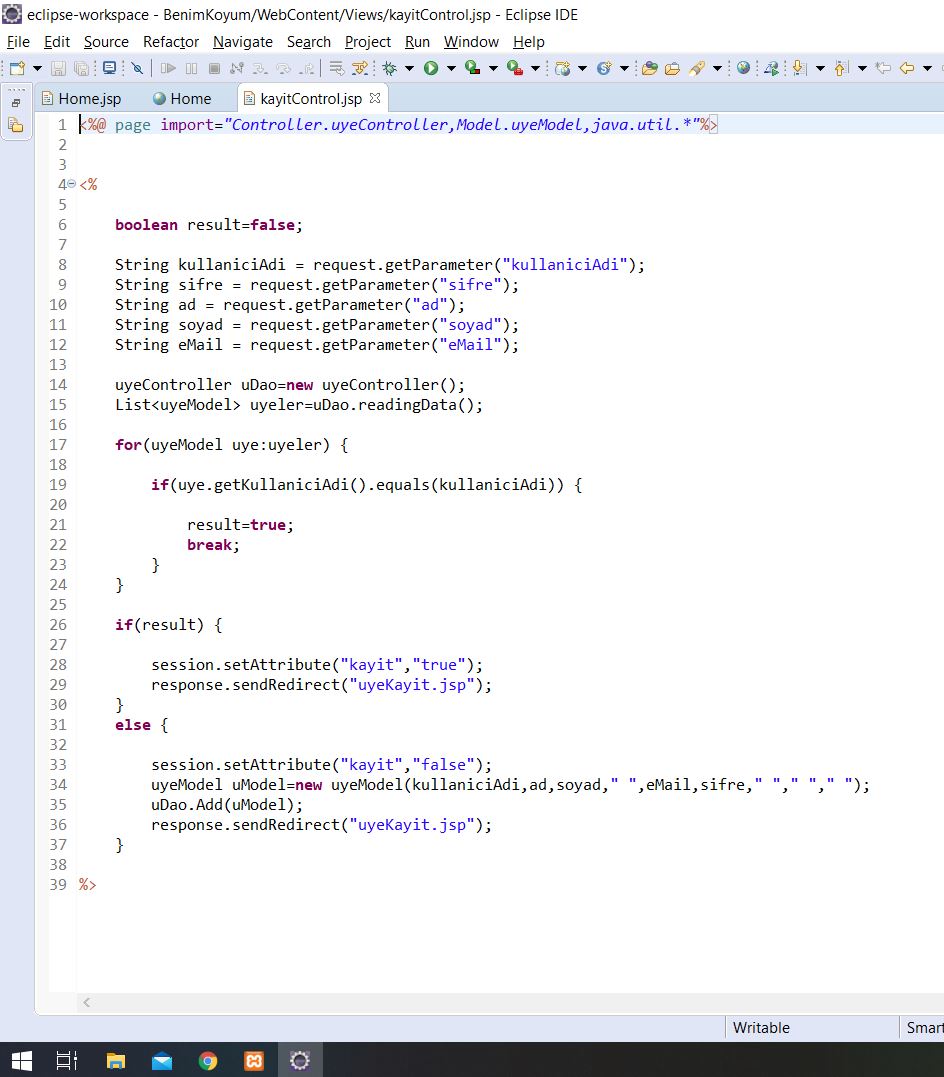 eclipse-workspace - BenimKoyum/WebContent/Views/kayitControl.jsp - Eclipse IDE
File Edit Source Refactor Navigate Search Project Run Window Help
Home.jsp Home kayitControl.jsp
1 <%@ page import="Controller.uyeController,Model.uyeModel,java.util.*"%>
2
3
4 <%
5
6 boolean result=false;
7
8 String kullaniciAdi = request.getParameter("kullaniciAdi");
9 String sifre = request.getParameter("sifre");
10 String ad = request.getParameter("ad");
11 String soyad = request.getParameter("soyad");
12 String eMail = request.getParameter("eMail");
13
14 uyeController uDao=new uyeController();
15 List<uyeModel> uyeler=uDao.readingData();
16
17 for(uyeModel uye:uyeler) {
18
19 if(uye.getKullaniciAdi().equals(kullaniciAdi)) {
20
21 result=true;
22 break;
23 }
24 }
25
26 if(result) {
27
28 session.setAttribute("kayit","true");
29 response.sendRedirect("uyeKayit.jsp");
30 }
31 else {
32
33 session.setAttribute("kayit","false");
34 uyeModel uModel=new uyeModel(kullaniciAdi,ad,soyad," ",eMail,sifre," "," "," ");
35 uDao.Add(uModel);
36 response.sendRedirect("uyeKayit.jsp");
37 }
38
39 %>
Writable Smart